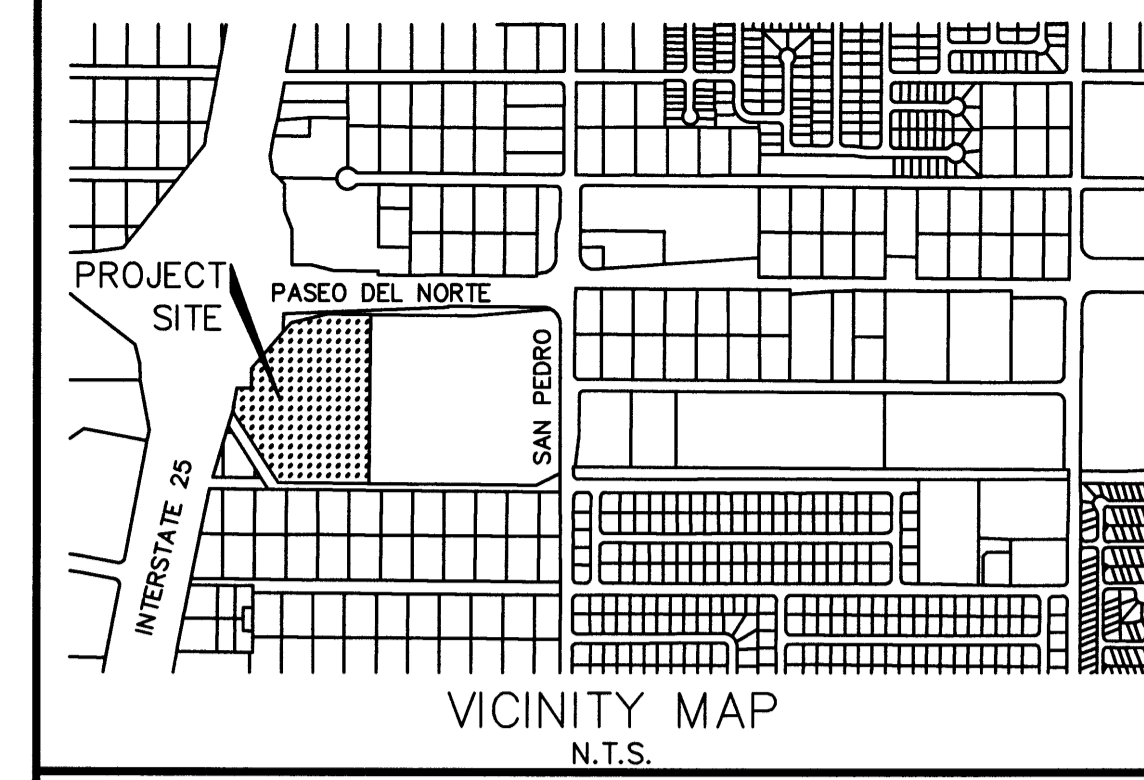 PROJECT
SITE
PASEO DEL NORTE
SAN PEDRO
INTERSTATE 25
VICINITY MAP
N.T.S.